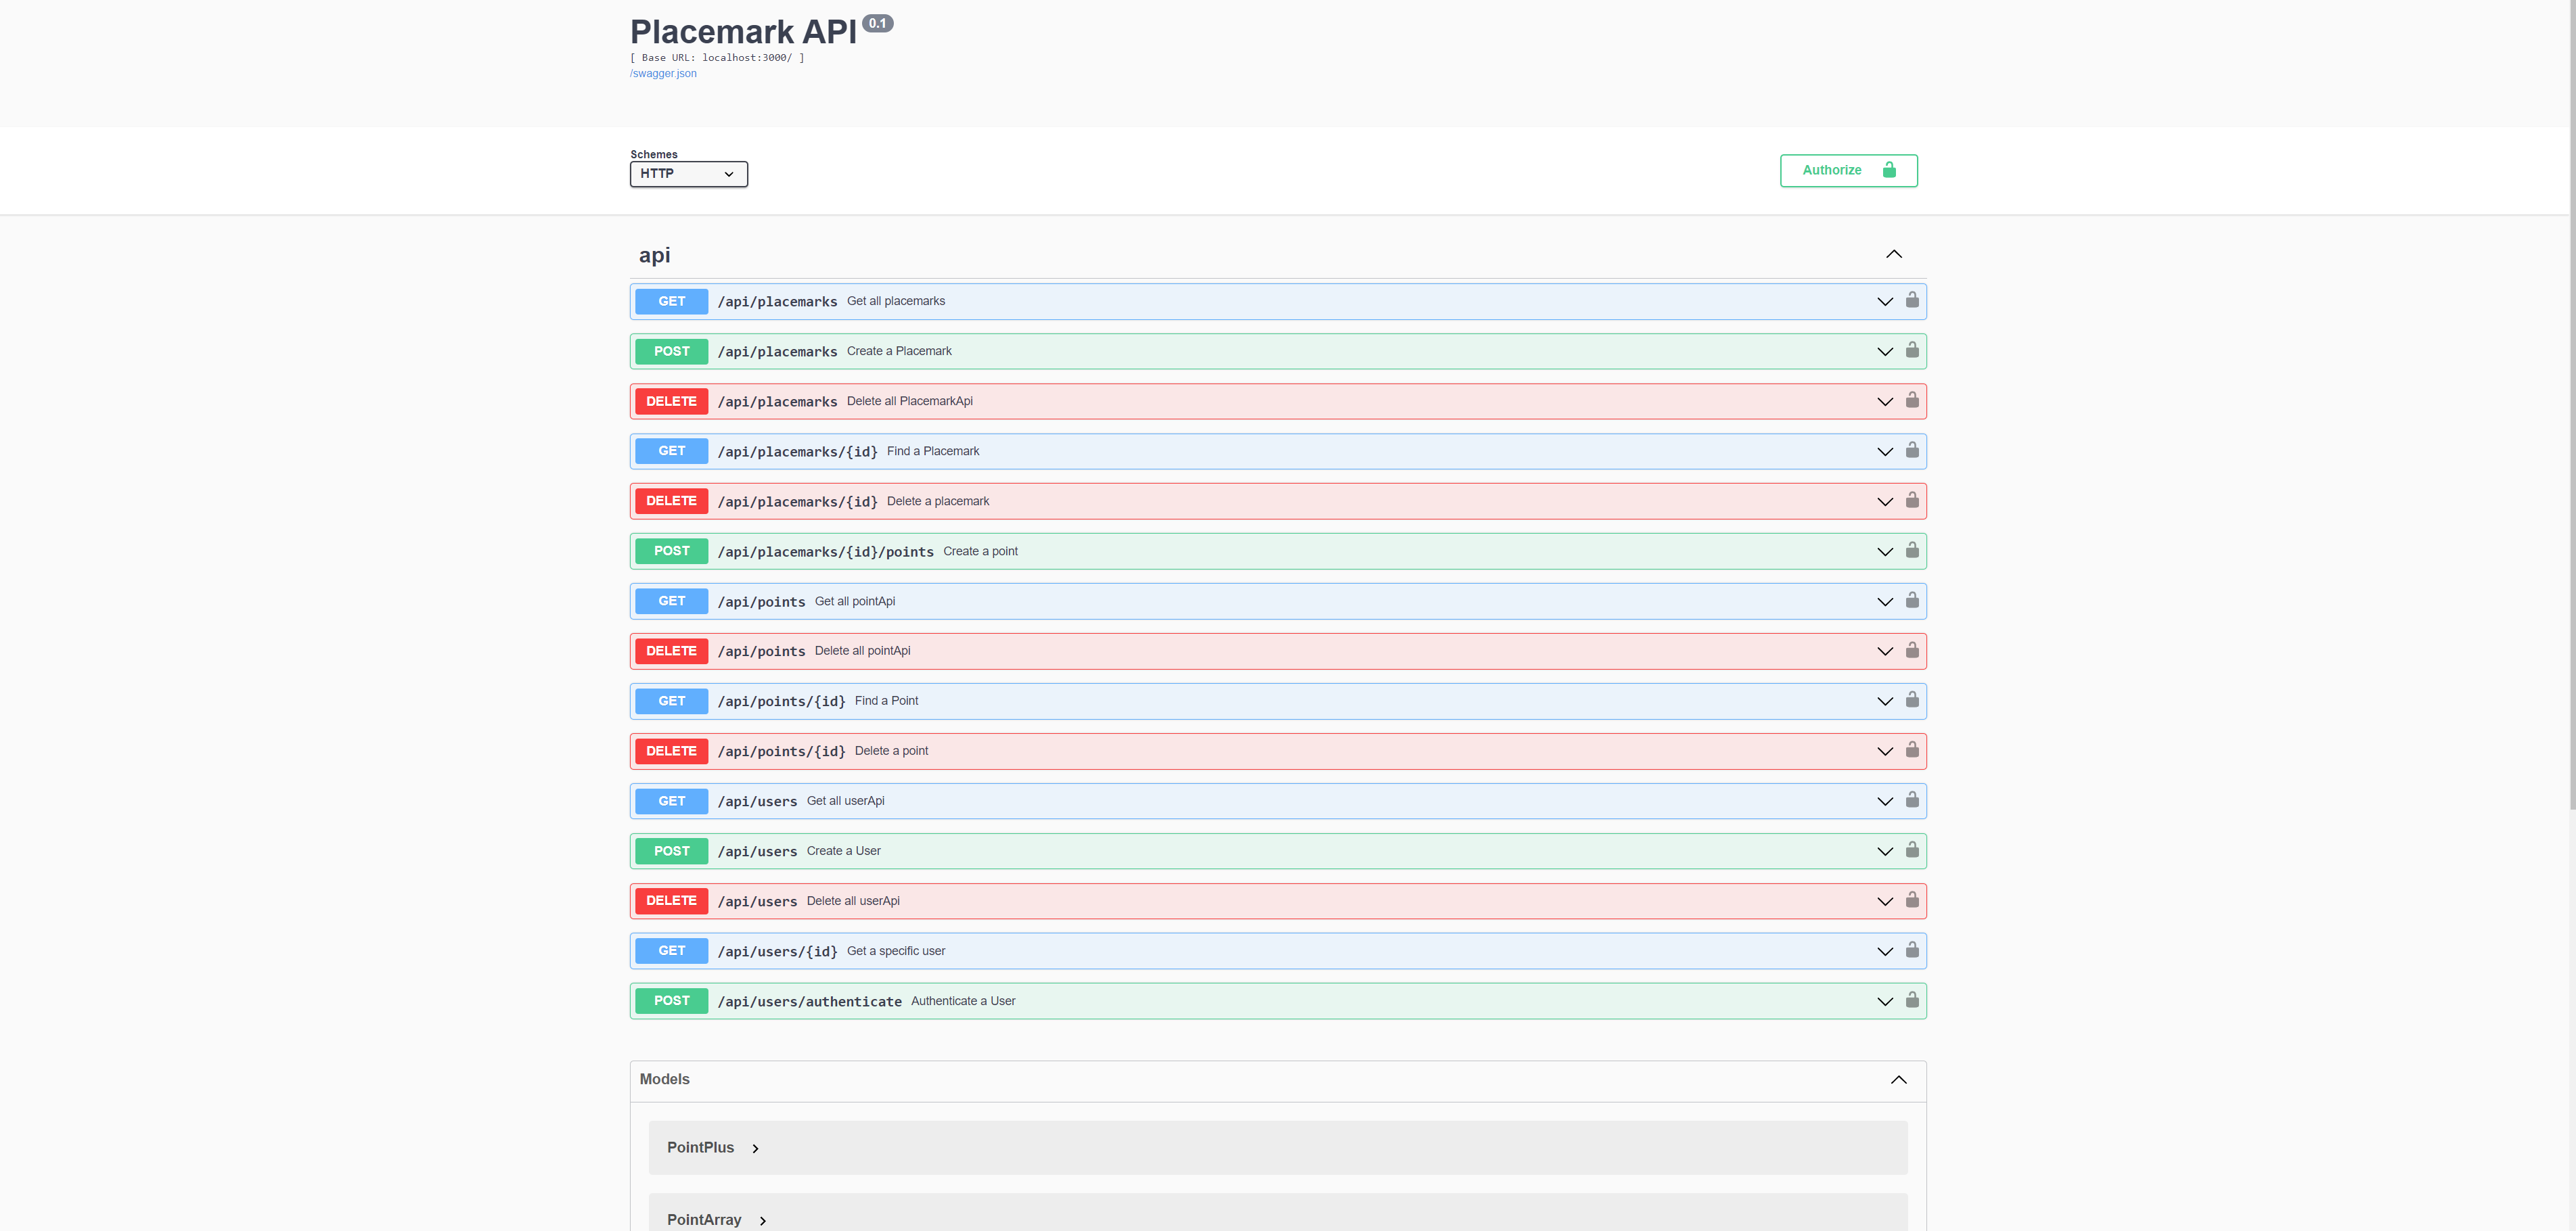 Placemark API 0.1
[ Base URL: localhost:3000/ ]
/swagger.json
Schemes
HTTP
Authorize
api
GET /api/placemarks Get all placemarks
POST /api/placemarks Create a Placemark
DELETE /api/placemarks Delete all PlacemarkApi
GET /api/placemarks/{id} Find a Placemark
DELETE /api/placemarks/{id} Delete a placemark
POST /api/placemarks/{id}/points Create a point
GET /api/points Get all pointApi
DELETE /api/points Delete all pointApi
GET /api/points/{id} Find a Point
DELETE /api/points/{id} Delete a point
GET /api/users Get all userApi
POST /api/users Create a User
DELETE /api/users Delete all userApi
GET /api/users/{id} Get a specific user
POST /api/users/authenticate Authenticate a User
Models
PointPlus
PointArray